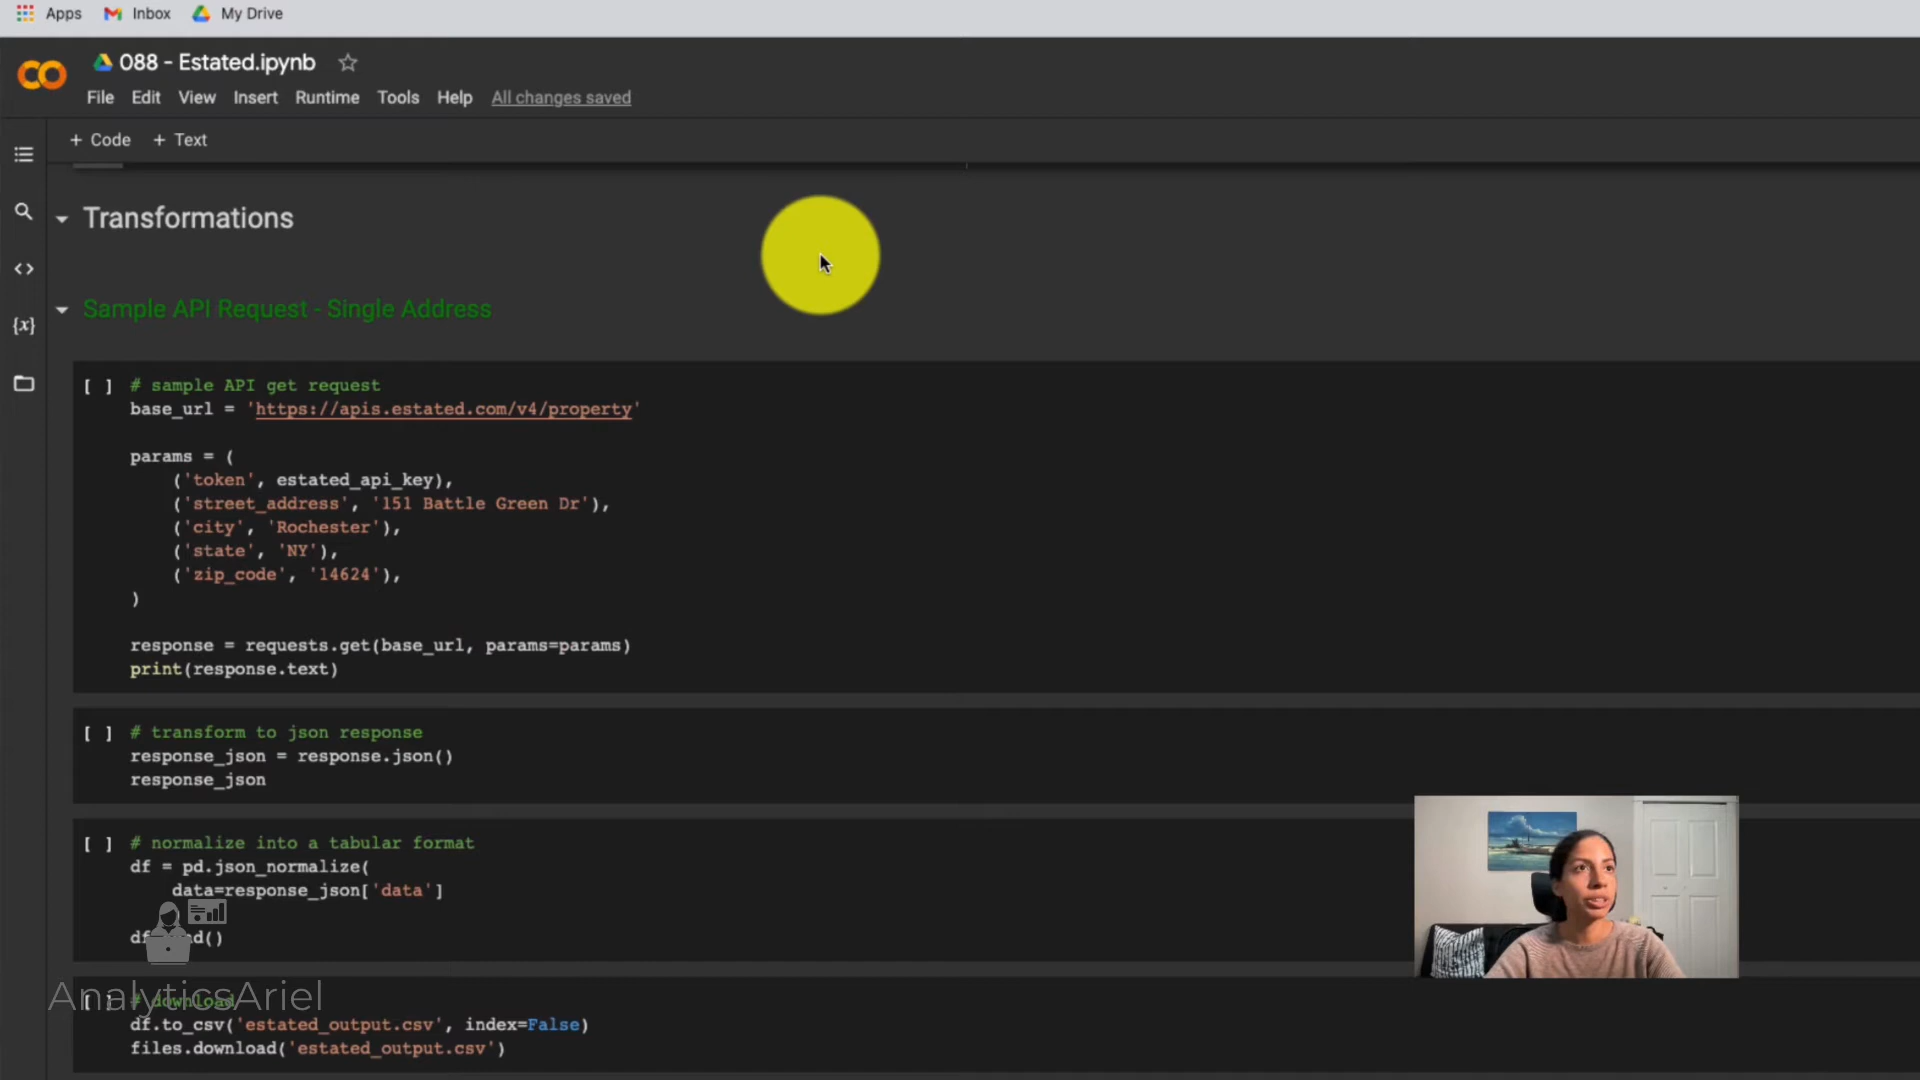 Apps Inbox My Drive
088 - Estated.ipynb
File Edit View Insert Runtime Tools Help All changes saved
+ Code + Text
Transformations
Sample API Request - Single Address
[ ] # sample API get request
base_url = 'https://apis.estated.com/v4/property'
params = (
('token', estated_api_key),
('street_address', '151 Battle Green Dr'),
('city', 'Rochester'),
('state', 'NY'),
('zip_code', '14624'),
)
response = requests.get(base_url, params=params)
print(response.text)
[ ] # transform to json response
response_json = response.json()
response_json
[ ] # normalize into a tabular format
df = pd.json_normalize(
data=response_json['data']
[ ] # download
AnalyticsAriel
df.to_csv('estated_output.csv', index=False)
files.download('estated_output.csv')